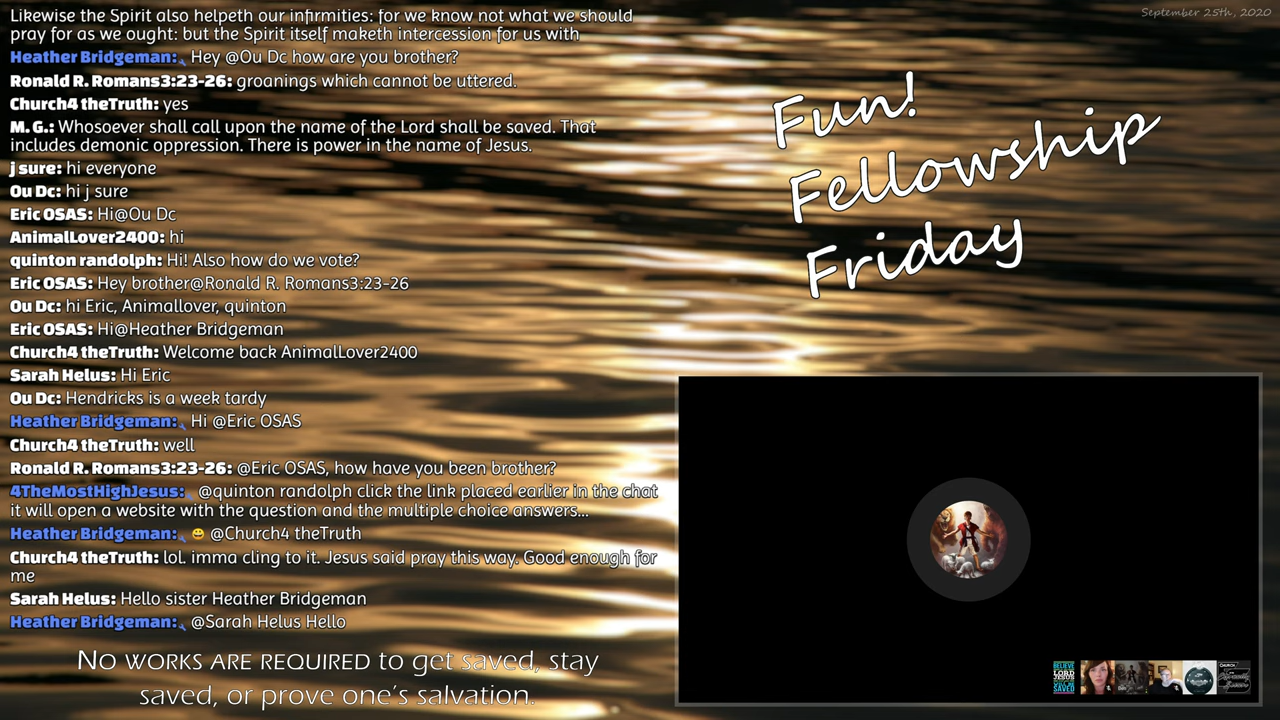 Likewise the Spirit also helpeth our infirmities: for we know not what we should
pray for as we ought: but the Spirit itself maketh intercession for us with
Heather Bridgeman: Hey @Ou Dc how are you brother?
Ronald R. Romans3:23-26: groanings which cannot be uttered.
Church4 theTruth: yes
M. G.: Whosoever shall call upon the name of the Lord shall be saved. That
includes demonic oppression. There is power in the name of Jesus.
j sure: hi everyone
Ou Dc: hi j sure
Eric OSAS: Hi@Ou Dc
AnimalLover2400: hi
quinton randolph: Hi! Also how do we vote?
Eric OSAS: Hey brother@Ronald R. Romans3:23-26
Ou Dc: hi Eric, Animallover, quinton
Eric OSAS: Hi@Heather Bridgeman
Church4 theTruth: Welcome back AnimalLover2400
Sarah Helus: Hi Eric
Ou Dc: Hendricks is a week tardy
Heather Bridgeman: Hi @Eric OSAS
Church4 theTruth: well
Ronald R. Romans3:23-26: @Eric OSAS, how have you been brother?
4TheMostHighJesus: @quinton randolph click the link placed earlier in the chat
it will open a website with the question and the multiple choice answers...
Heather Bridgeman: 😀 @Church4 theTruth
Church4 theTruth: lol. imma cling to it. Jesus said pray this way. Good enough for
me
Sarah Helus: Hello sister Heather Bridgeman
Heather Bridgeman: @Sarah Helus Hello
No works are required to get saved, stay
saved, or prove one's salvation.
September 25th, 2020
Fun!
Fellowship
Friday
BELIEVE
LORD
JESUS
SAVED
CHURCH